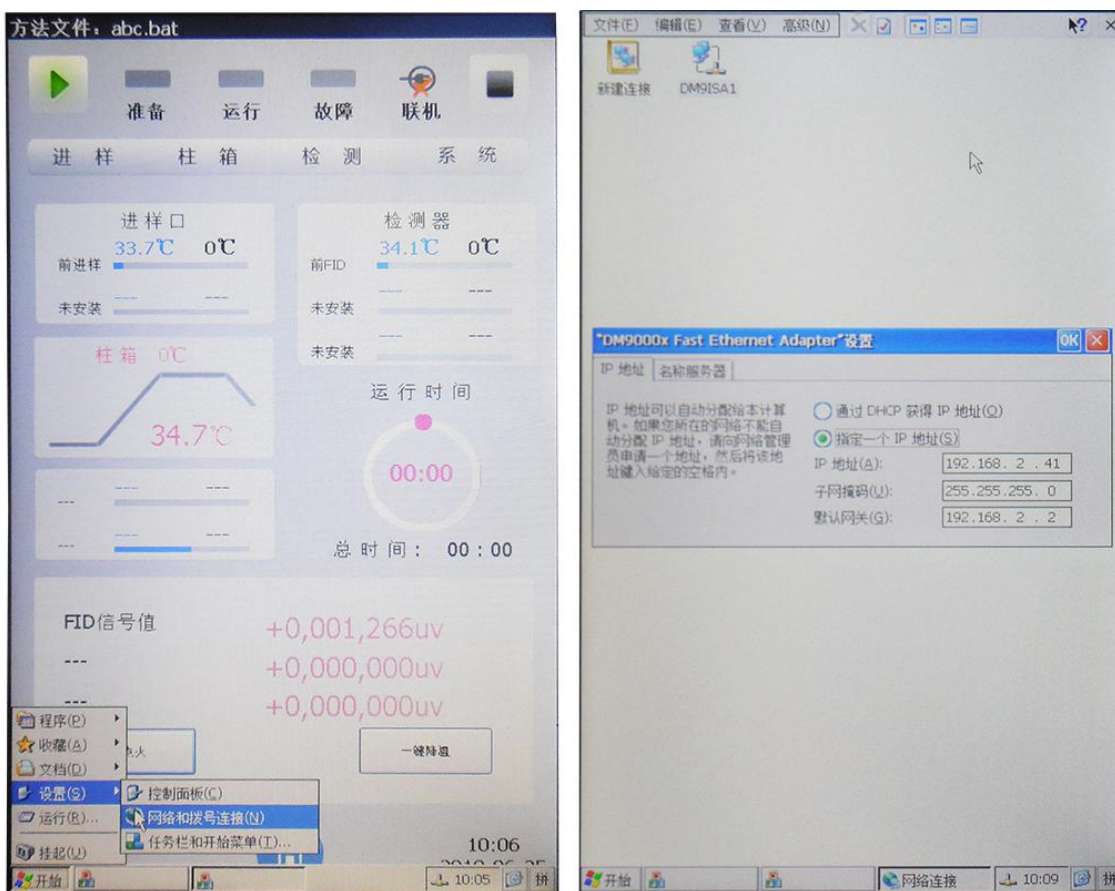 方法文件：abc.bat
准备 运行 故障 联机
进 样 柱 箱 检 测 系 统
进样口
33.7℃ 0℃
前进样
--- ---
未安装
检测器
34.1℃ 0℃
前FID
--- ---
未安装
--- ---
未安装
柱箱 0℃
34.7℃
--- --- ---
--- --- ---
运行时间
00:00
总时间： 00：00
FID信号值 +0,001,266uv
--- +0,000,000uv
--- +0,000,000uv
一键降温
程序(P)
收藏(A)
文档(D)
设置(S)
运行(R)...
挂起(U)
控制面板(C)
网络和拨号连接(N)
任务栏和开始菜单(T)...
10:06
开始 10:05 拼
文件(F) 编辑(E) 查看(V) 高级(N) ?
新建连接 DM9ISA1
"DM9000x Fast Ethernet Adapter"设置 OK
IP 地址 名称服务器
IP 地址可以自动分配给本计算
机。如果您所在的网络不能自
动分配 IP 地址，请向网络管理
员申请一个地址，然后将该地
址键入给定的空格内。
通过 DHCP 获得 IP 地址(O)
指定一个 IP 地址(S)
IP 地址(A): 192.168. 2 . 41
子网掩码(U): 255.255.255. 0
默认网关(G): 192.168. 2 . 2
开始 网络连接 10:09 拼